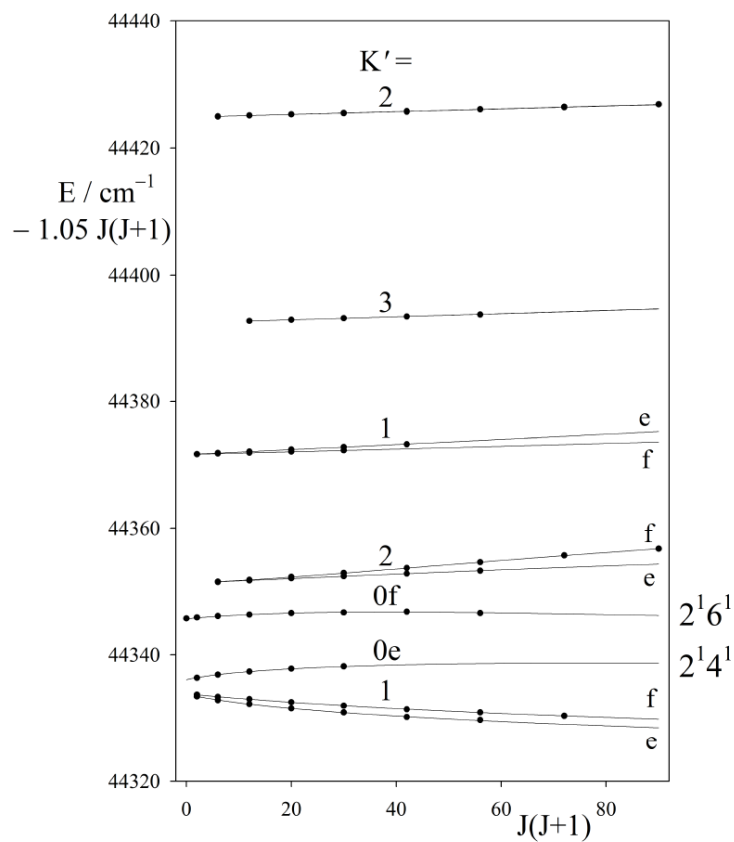 44440
K′ =
2
44420
E / cm⁻¹
– 1.05 J(J+1)
44400
3
44380
1
e
f
44360
2
f
e
0f
2¹6¹
44340
0e
2¹4¹
1
f
e
44320
0 20 40 60 80
J(J+1)